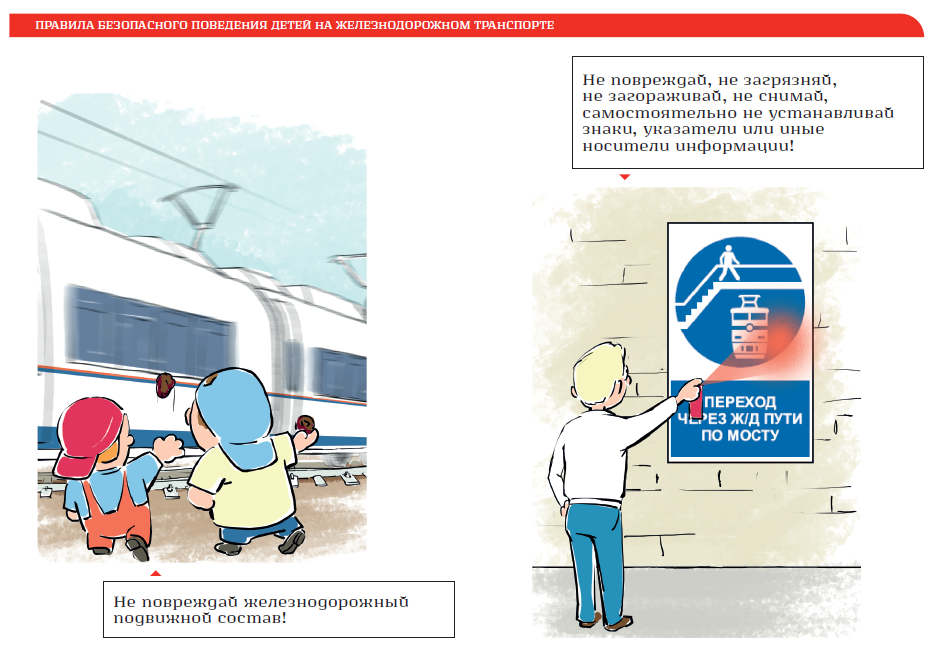 ПРАВИЛА БЕЗОПАСНОГО ПОВЕДЕНИЯ ДЕТЕЙ НА ЖЕЛЕЗНОДОРОЖНОМ ТРАНСПОРТЕ
Не повреждай, не загрязняй,
не загораживай, не снимай,
самостоятельно не устанавливай
знаки, указатели или иные
носители информации!
ПЕРЕХОД
ЧЕРЕЗ Ж/Д ПУТИ
ПО МОСТУ
Не повреждай железнодорожный
подвижной состав!